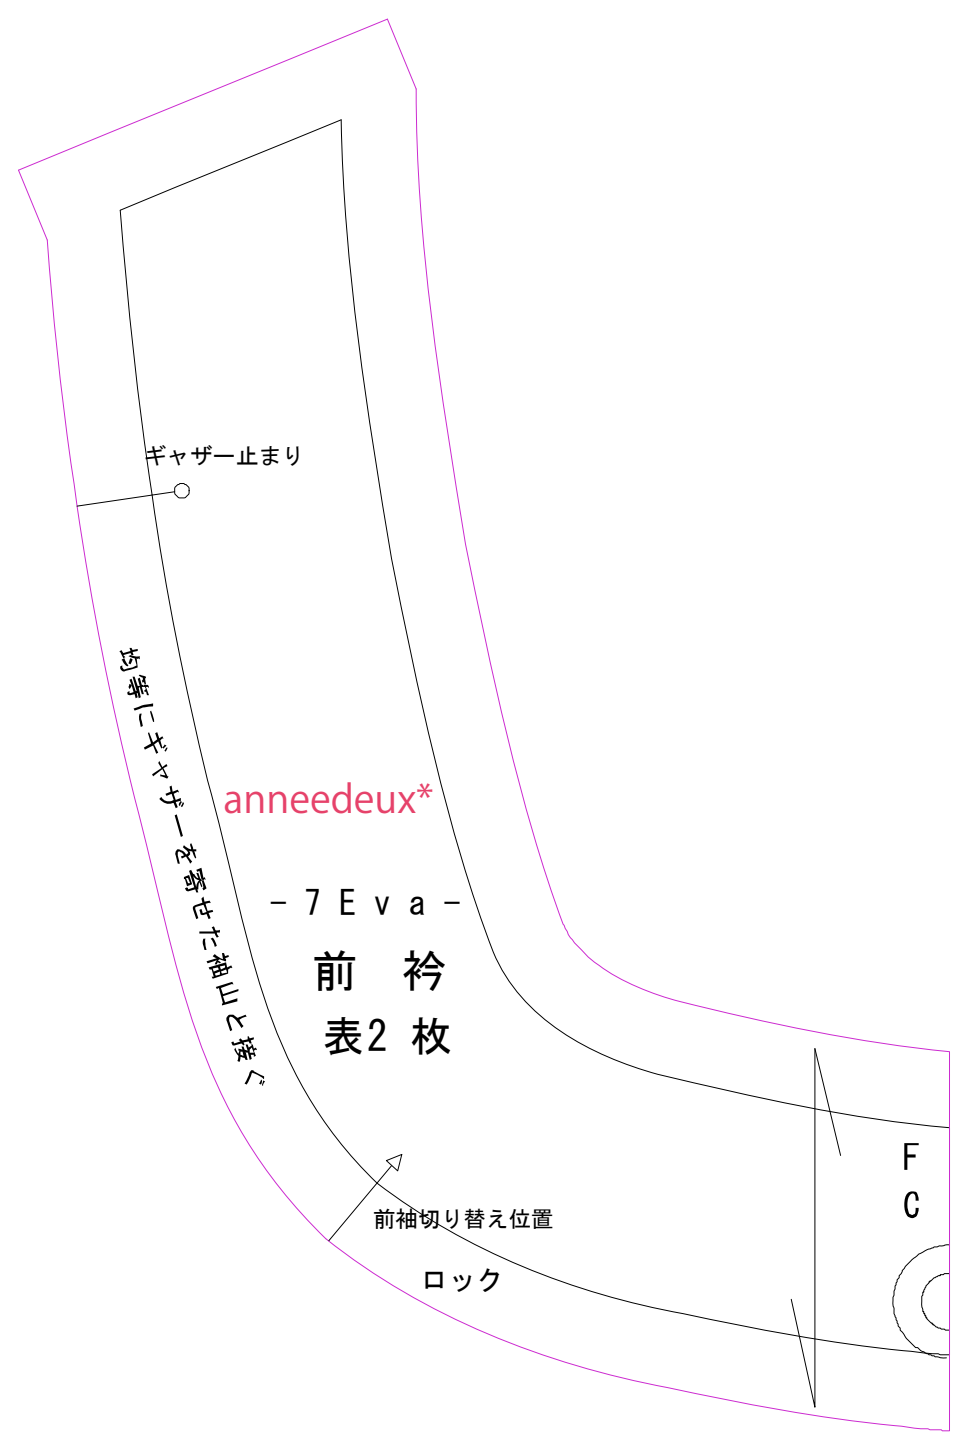 ギャザー止まり
均等にギャザーを寄せた袖山と接ぐ
anneedeux*
-7Eva-
前 衿
表2 枚
F
C
前袖切り替え位置
ロック